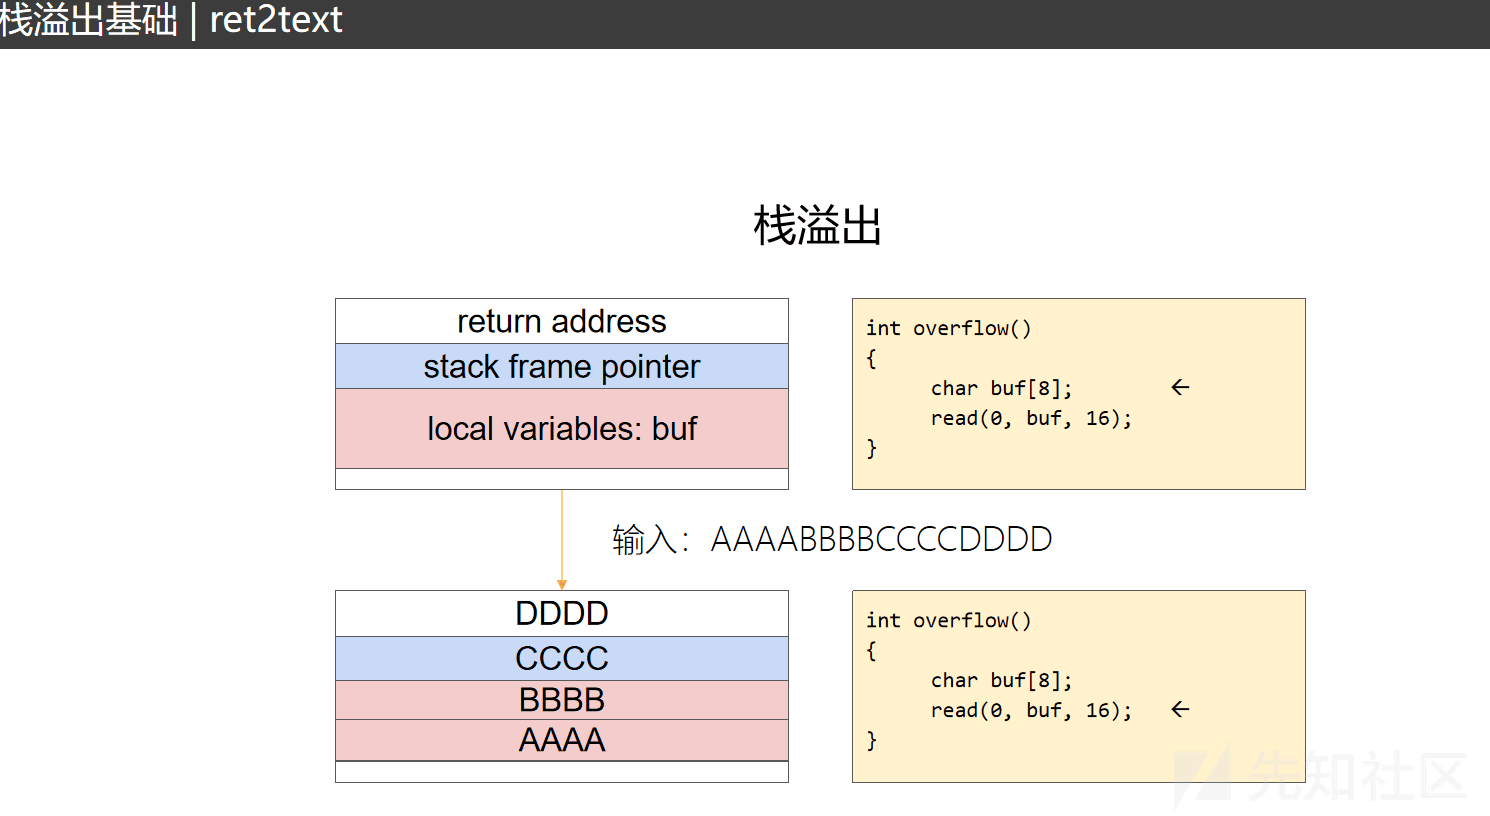 栈溢出基础 | ret2text
栈溢出
return address
stack frame pointer
local variables: buf
int overflow()
{
char buf[8]; ←
read(0, buf, 16);
}
输入：AAAABBBBCCCCDDDD
DDDD
CCCC
BBBB
AAAA
int overflow()
{
char buf[8];
read(0, buf, 16); ←
}
先知社区